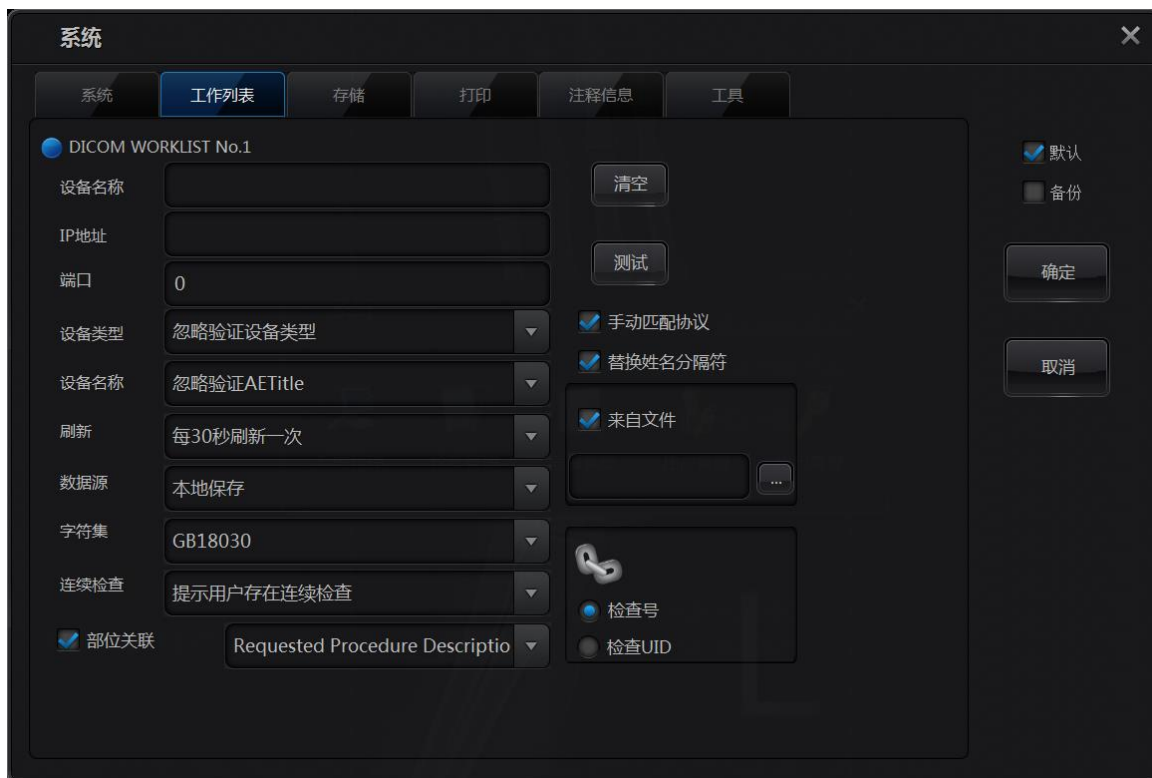 系统
系统 工作列表 存储 打印 注释信息 工具
DICOM WORKLIST No.1
设备名称
IP地址
端口 0
设备类型 忽略验证设备类型
设备名称 忽略验证AETitle
刷新 每30秒刷新一次
数据源 本地保存
字符集 GB18030
连续检查 提示用户存在连续检查
部位关联 Requested Procedure Descriptio
清空
测试
手动匹配协议
替换姓名分隔符
来自文件
...
检查号
检查UID
默认
备份
确定
取消